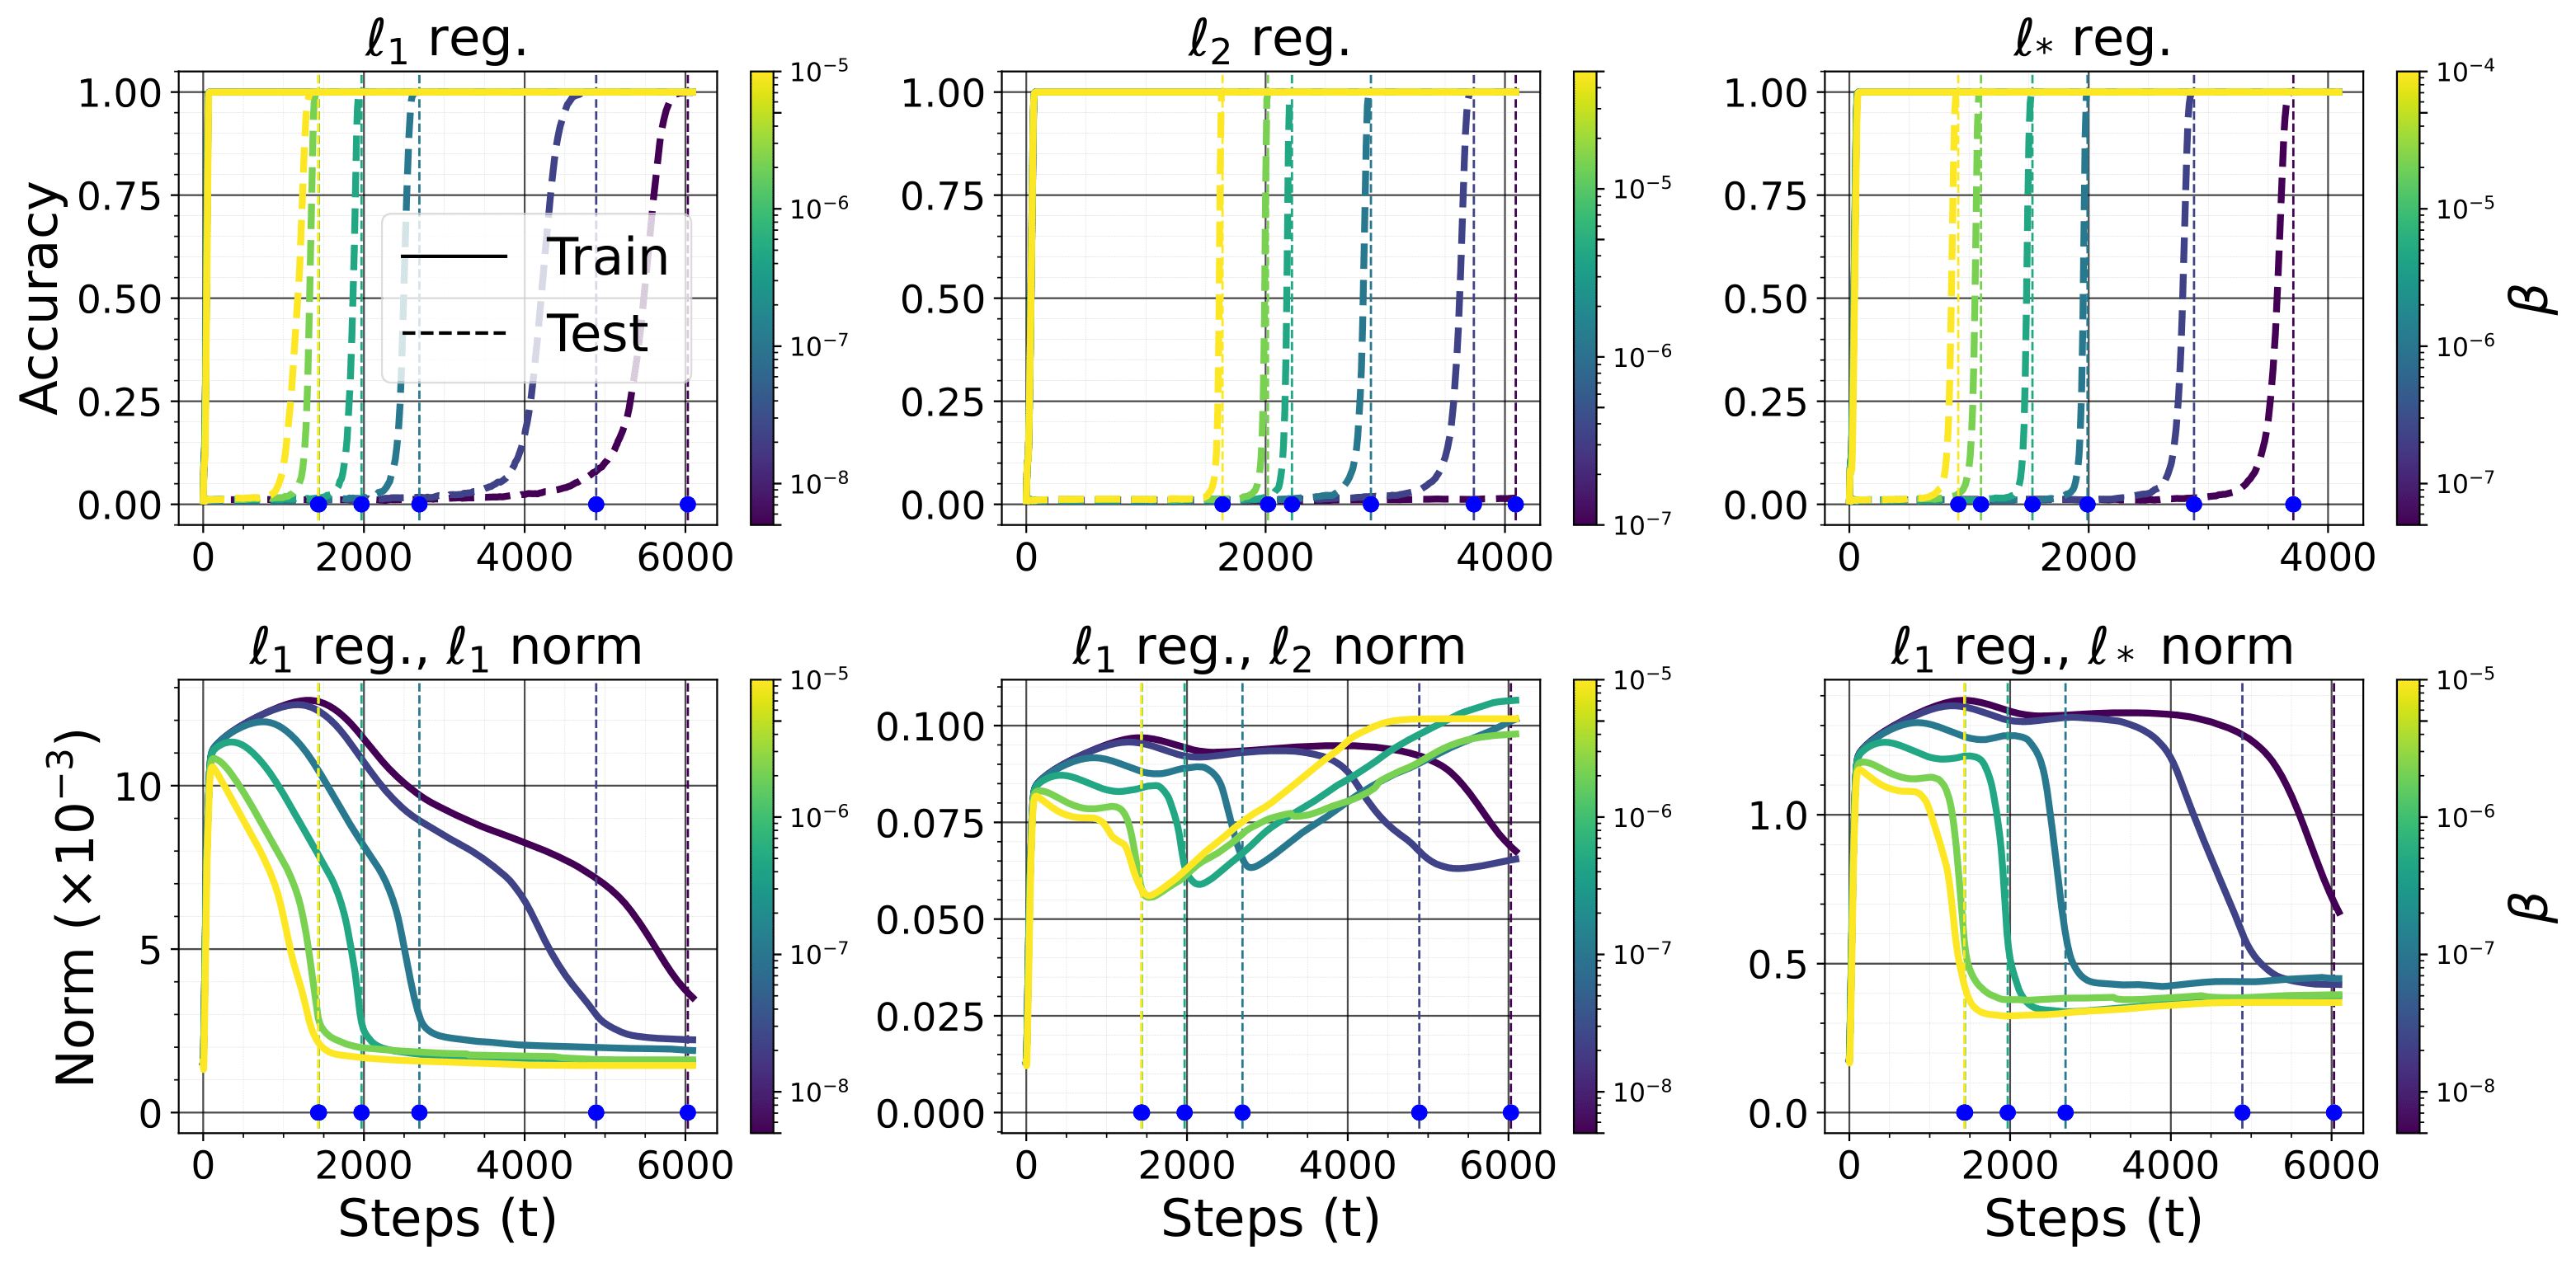 ℓ₁ reg.
ℓ₂ reg.
ℓ* reg.
Accuracy
1.00
0.75
0.50
0.25
0.00
0 2000 4000 6000
Train
Test
10⁻⁵
10⁻⁶
10⁻⁷
10⁻⁸
1.00
0.75
0.50
0.25
0.00
0 2000 4000
10⁻⁵
10⁻⁶
10⁻⁷
1.00
0.75
0.50
0.25
0.00
0 2000 4000
10⁻⁴
10⁻⁵
10⁻⁶
10⁻⁷
β
ℓ₁ reg., ℓ₁ norm
ℓ₁ reg., ℓ₂ norm
ℓ₁ reg., ℓ* norm
Norm (×10⁻³)
10
5
0
0 2000 4000 6000
Steps (t)
10⁻⁵
10⁻⁶
10⁻⁷
10⁻⁸
0.100
0.075
0.050
0.025
0.000
0 2000 4000 6000
Steps (t)
10⁻⁵
10⁻⁶
10⁻⁷
10⁻⁸
1.0
0.5
0.0
0 2000 4000 6000
Steps (t)
10⁻⁵
10⁻⁶
10⁻⁷
10⁻⁸
β